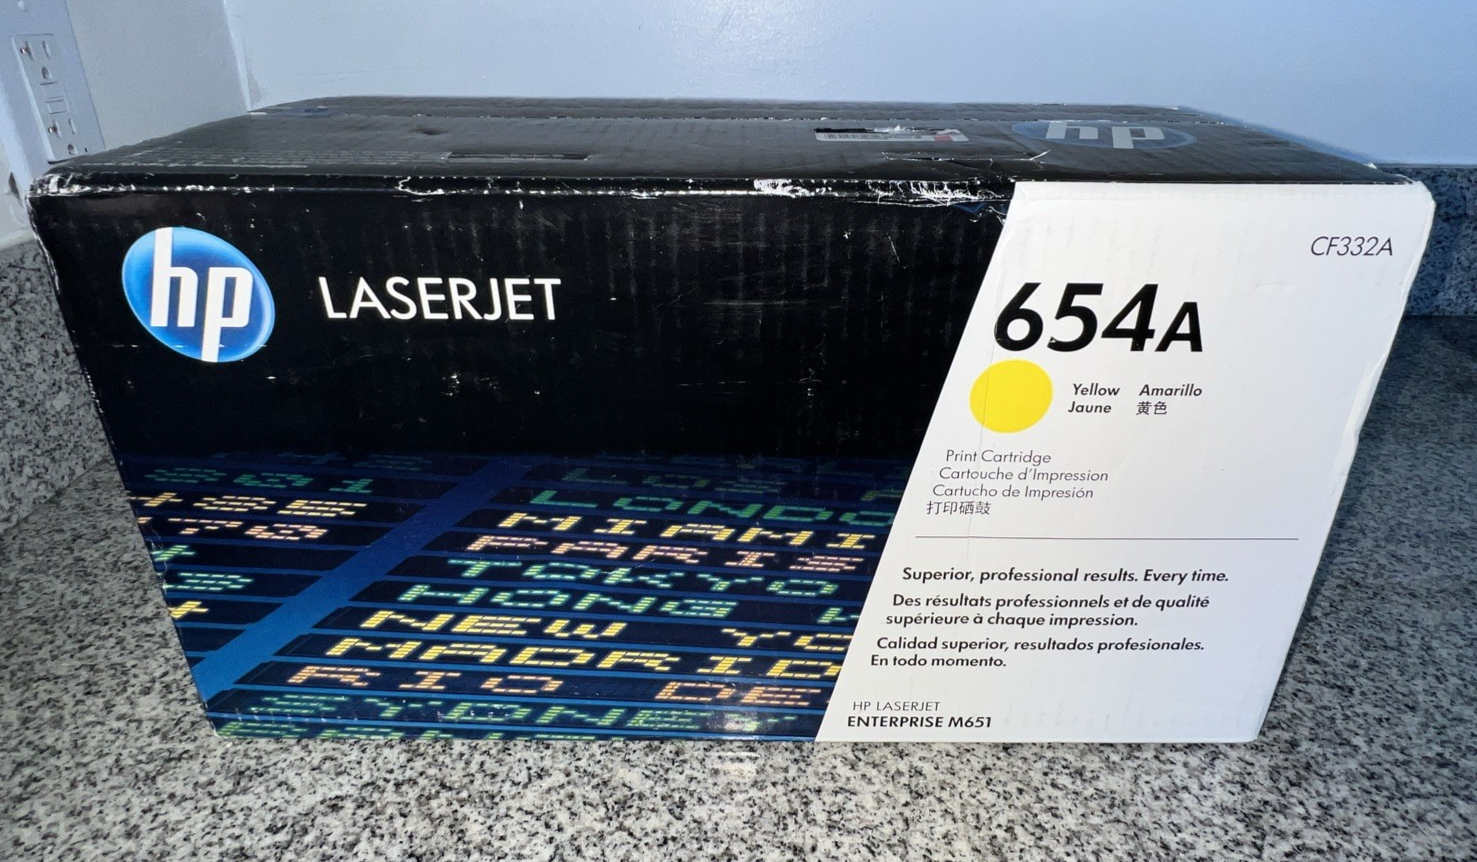 hp
hp
LASERJET
CF332A
654A
Yellow Amarillo
Jaune 黄色
Print Cartridge
Cartouche d'Impression
Cartucho de Impresión
打印硒鼓
Superior, professional results. Every time.
Des résultats professionnels et de qualité
supérieure à chaque impression.
Calidad superior, resultados profesionales.
En todo momento.
HP LASERJET
ENTERPRISE M651
LONDO
MIAMI
PARIS
TOKYO
HONG
NEW YO
MADRID
RIO DE
SYDNEY